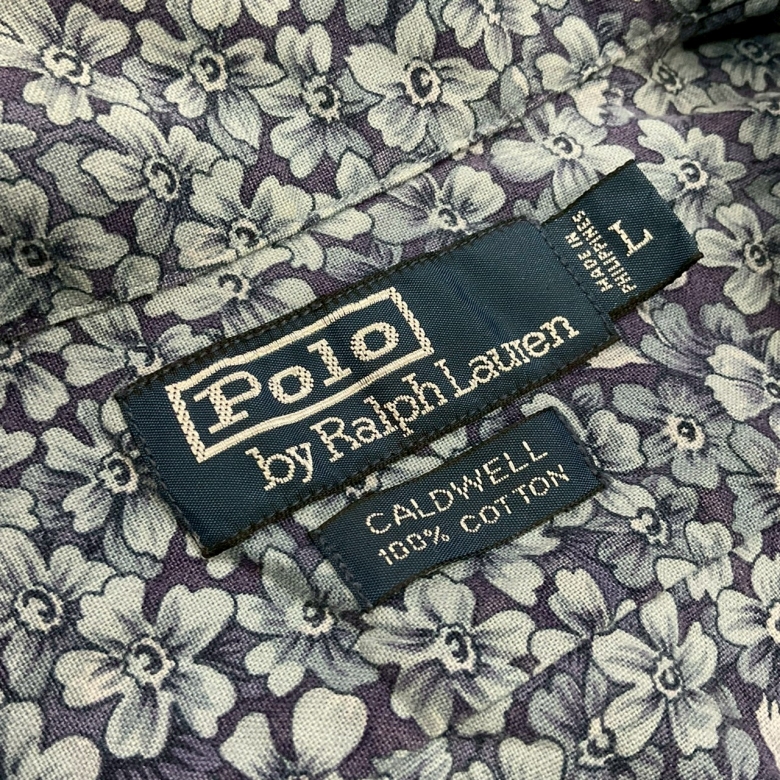 Polo
by Ralph Lauren
L
MADE IN
PHILIPPINES
CALDWELL
100% COTTON